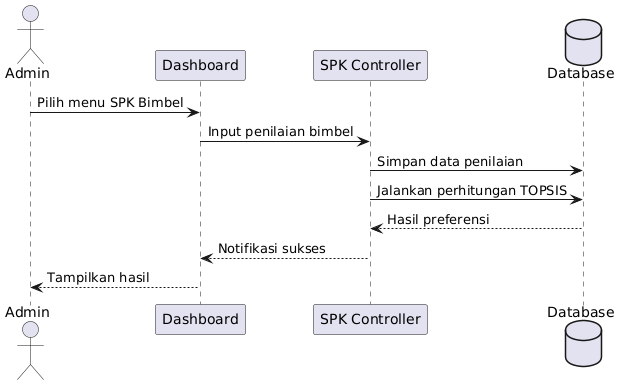 Admin
Dashboard
SPK Controller
Database
Pilih menu SPK Bimbel
Input penilaian bimbel
Simpan data penilaian
Jalankan perhitungan TOPSIS
Hasil preferensi
Notifikasi sukses
Tampilkan hasil
Admin
Dashboard
SPK Controller
Database